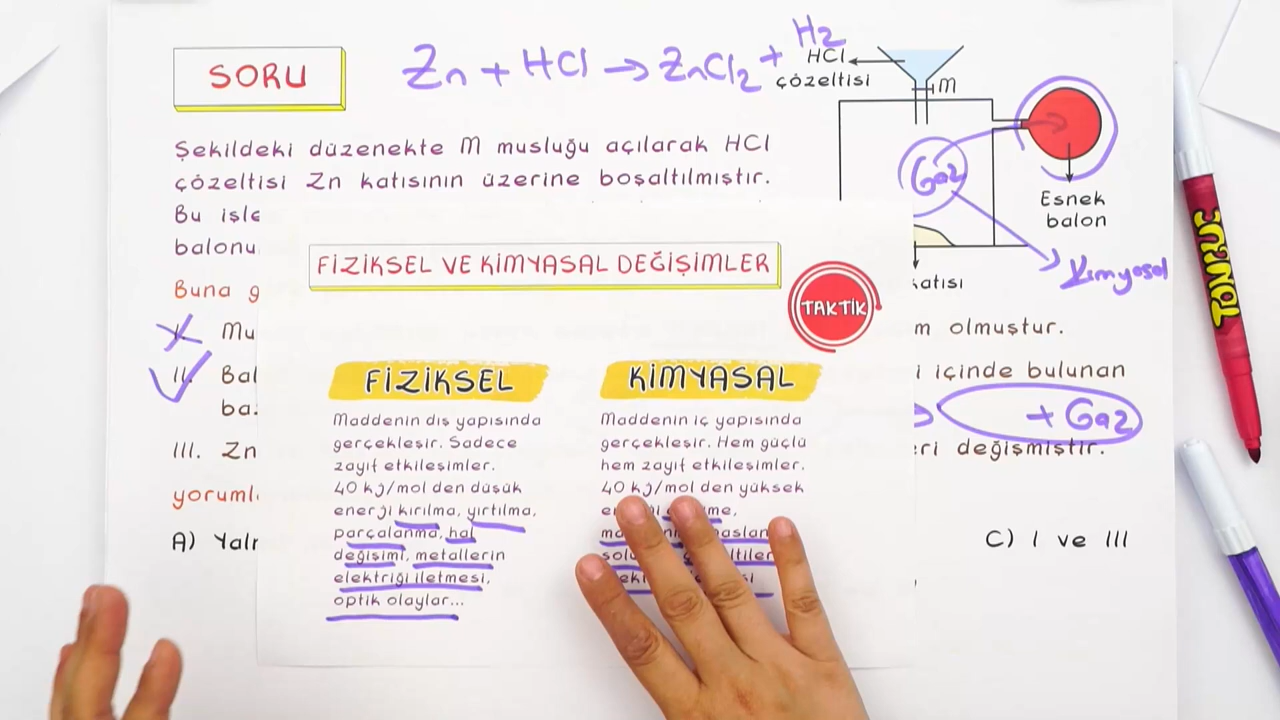 SORU
Zn + HCl → ZnCl2 + H2
HCl
çözeltisi
M
Şekildeki düzenekte M musluğu açılarak HCl
çözeltisi Zn katısının üzerine boşaltılmıştır.
Bu işle
balonu
Buna g
Gaz
Esnek
balon
katısı
Kimyasal
I. Mu
m olmuştur.
II. Bal
i içinde bulunan
baz
+ Gaz
III. Zn
eri değişmiştir.
yoruml
A) Yaln
C) I ve III
FİZİKSEL VE KİMYASAL DEĞİŞİMLER
TAKTİK
FİZİKSEL
Maddenin dış yapısında
gerçekleşir. Sadece
zayıf etkileşimler.
40 kj/mol den düşük
enerji kırılma, yırtılma,
parçalanma, hal
değişimi, metallerin
elektriği iletmesi,
optik olaylar...
KİMYASAL
Maddenin iç yapısında
gerçekleşir. Hem güçlü
hem zayıf etkileşimler.
40 kj/mol den yüksek
TURUNC